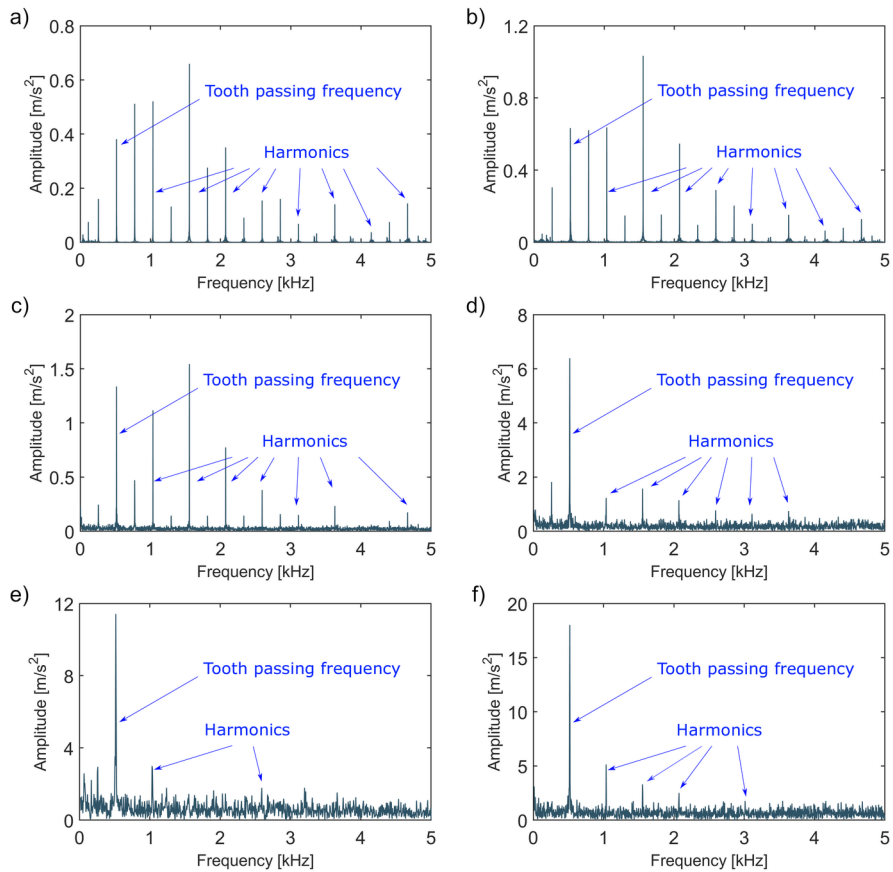 a)
0.8
0.6
0.4
0.2
0
Amplitude [m/s²]
Tooth passing frequency
Harmonics
0 1 2 3 4 5
Frequency [kHz]
b)
1.2
0.8
0.4
0
Amplitude [m/s²]
Tooth passing frequency
Harmonics
0 1 2 3 4 5
Frequency [kHz]
c)
2
1.5
1
0.5
0
Amplitude [m/s²]
Tooth passing frequency
Harmonics
0 1 2 3 4 5
Frequency [kHz]
d)
8
6
4
2
0
Amplitude [m/s²]
Tooth passing frequency
Harmonics
0 1 2 3 4 5
Frequency [kHz]
e)
12
8
4
0
Amplitude [m/s²]
Tooth passing frequency
Harmonics
0 1 2 3 4 5
Frequency [kHz]
f)
20
15
10
5
0
Amplitude [m/s²]
Tooth passing frequency
Harmonics
0 1 2 3 4 5
Frequency [kHz]